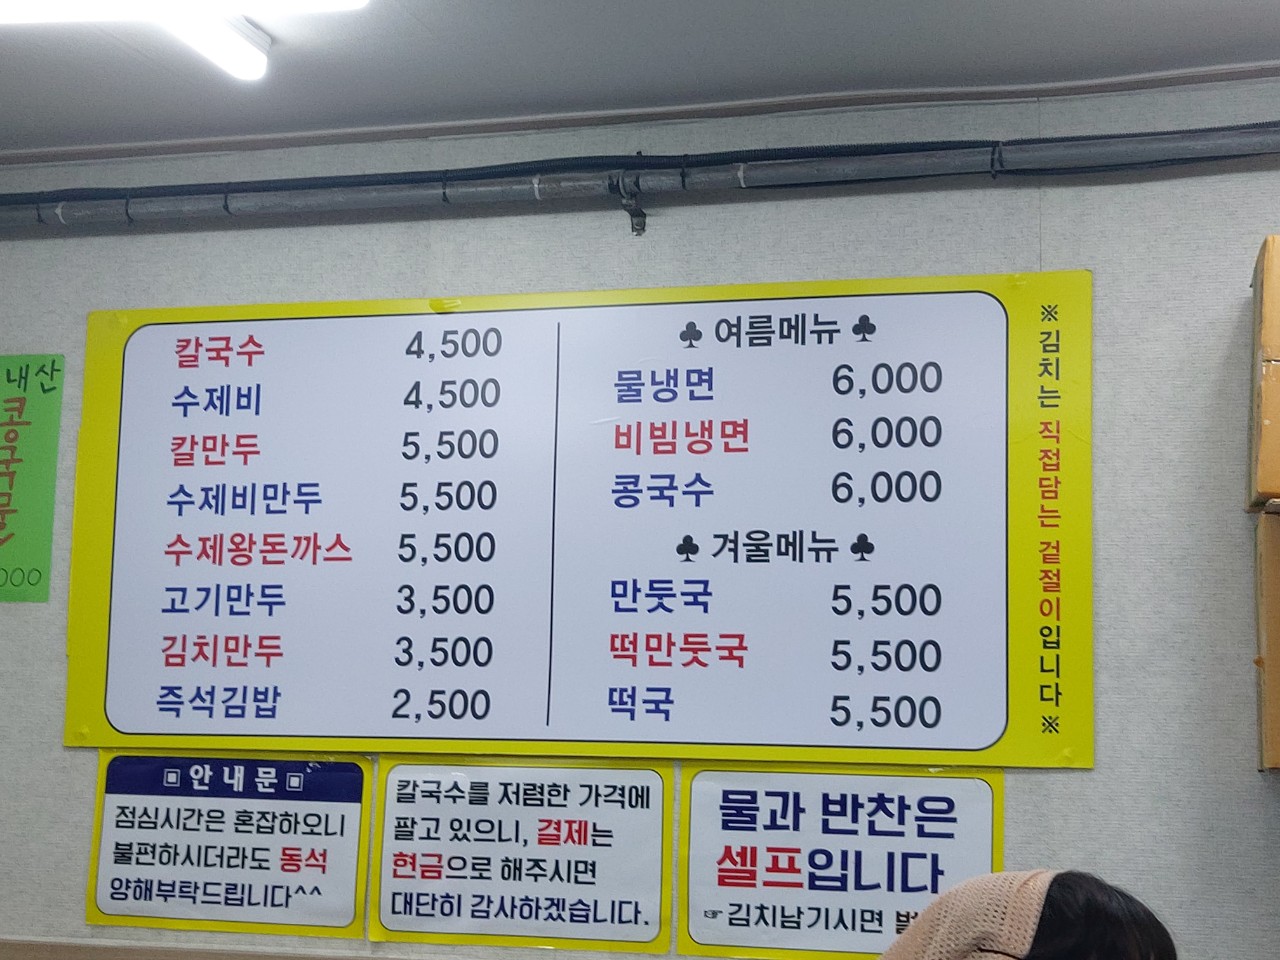 내산
콩
국
물
000
칼국수 4,500
수제비 4,500
칼만두 5,500
수제비만두 5,500
수제왕돈까스 5,500
고기만두 3,500
김치만두 3,500
즉석김밥 2,500
♣ 여름메뉴 ♣
물냉면 6,000
비빔냉면 6,000
콩국수 6,000
♣ 겨울메뉴 ♣
만둣국 5,500
떡만둣국 5,500
떡국 5,500
※김치는 직접담는 겉절이입니다※
▣ 안 내 문 ▣
점심시간은 혼잡하오니
불편하시더라도 동석
양해부탁드립니다^^
칼국수를 저렴한 가격에
팔고 있으니, 결제는
현금으로 해주시면
대단히 감사하겠습니다.
물과 반찬은
셀프입니다
☞김치남기시면